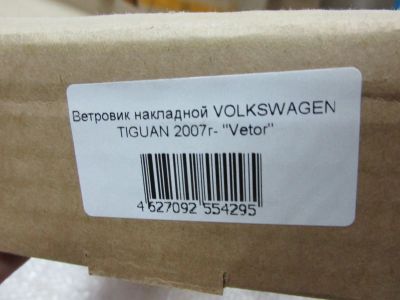 Ветровик накладной VOLKSWAGEN
TIGUAN 2007г- "Vetor"
4 627092 554295